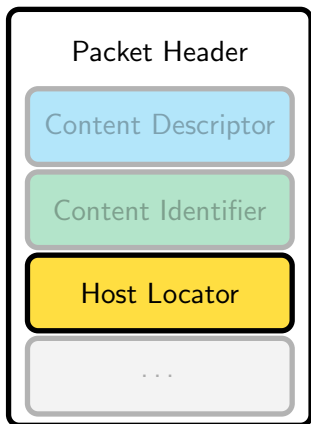 Packet Header
Content Descriptor
Content Identifier
Host Locator
...